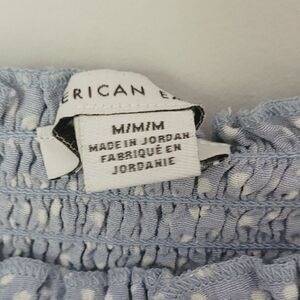 ERICAN E
M/M/M
MADE IN JORDAN
FABRIQUÉ EN
JORDANIE